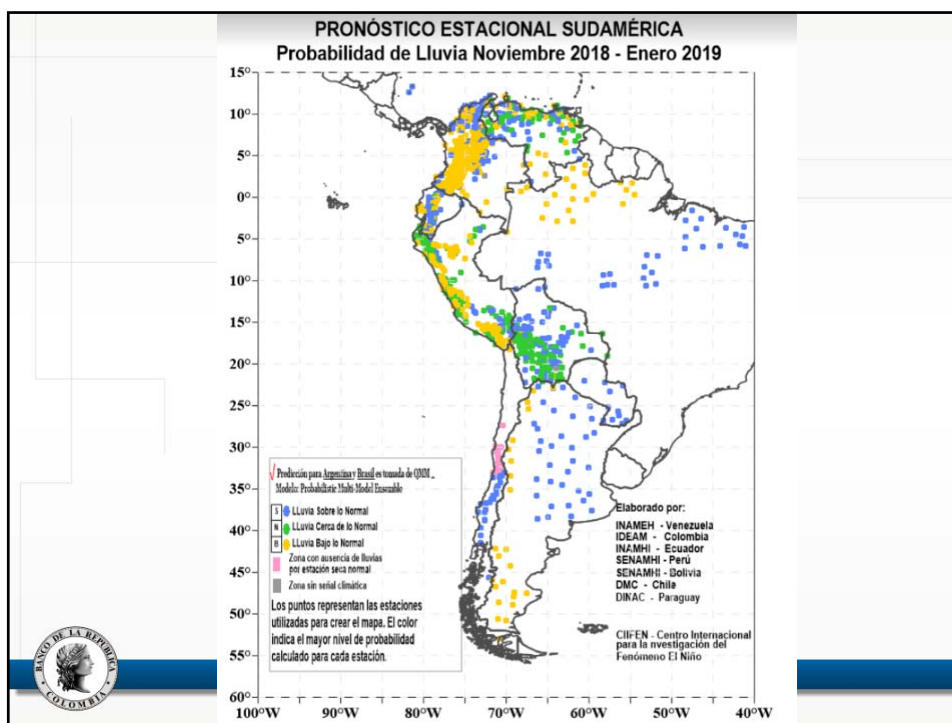 PRONÓSTICO ESTACIONAL SUDAMÉRICA
Probabilidad de Lluvia Noviembre 2018 - Enero 2019
15°
10°
5°
0°
5°
10°
15°
20°
25°
30°
35°
40°
45°
50°
55°
60°
100°W
90°W
80°W
70°W
60°W
50°W
40°W
√ Predicción para Argentina y Brasil es tomada de QMM _
Modelo: Probabilistic Multi-Model Ensemble
S LLuvia Sobre lo Normal
N LLuvia Cerca de lo Normal
B LLuvia Bajo lo Normal
Zona con ausencia de lluvias
por estación seca normal
Zona sin señal climática
Los puntos representan las estaciones
utilizadas para crear el mapa. El color
indica el mayor nivel de probabilidad
calculado para cada estación.
Elaborado por:
INAMEH - Venezuela
IDEAM - Colombia
INAMHI - Ecuador
SENAMHI - Perú
SENAMHI - Bolivia
DMC - Chile
DINAC - Paraguay
CIIFEN - Centro Internacional
para la nvestigación del
Fenómeno El Niño
BANCO DE LA REPUBLICA
COLOMBIA